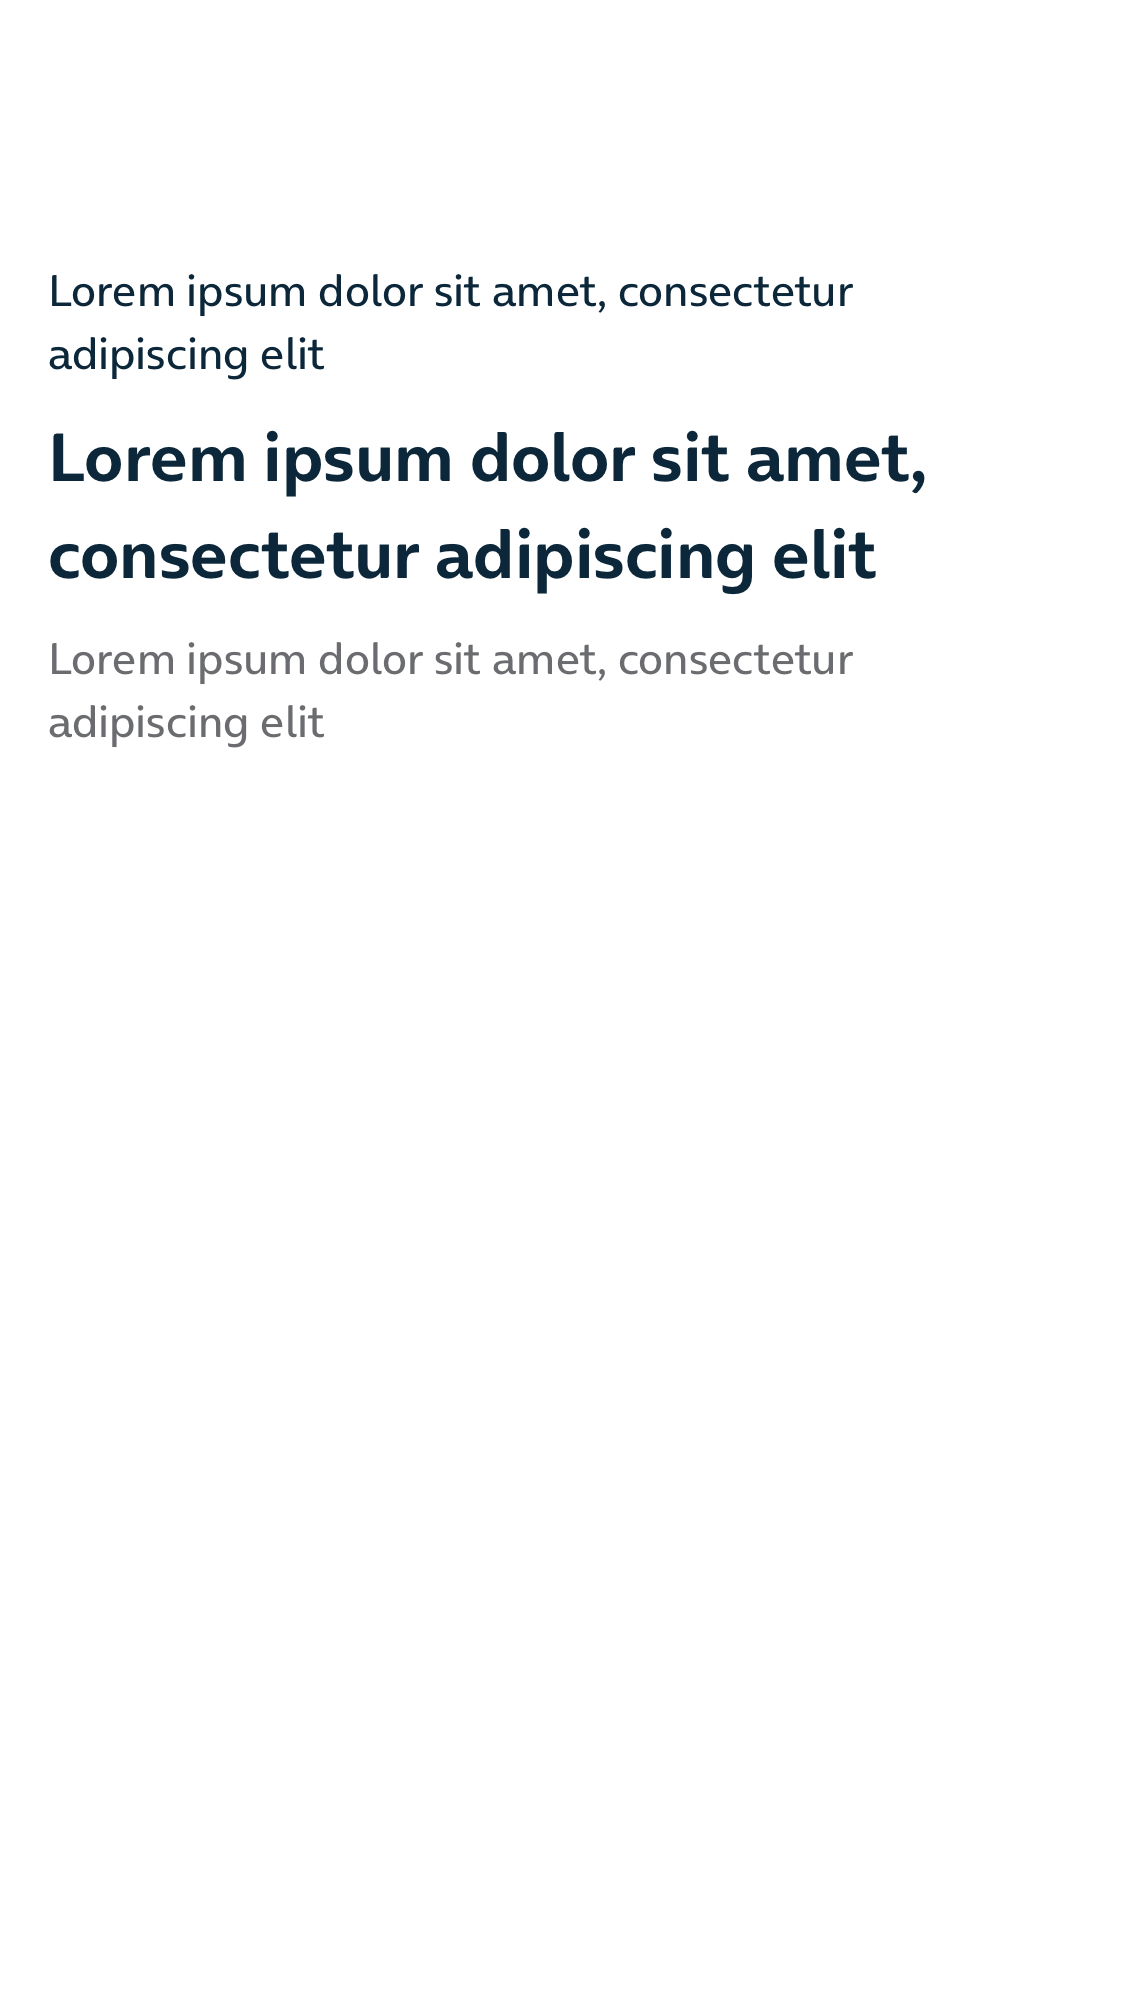 Lorem ipsum dolor sit amet, consectetur
adipiscing elit
Lorem ipsum dolor sit amet,
consectetur adipiscing elit
Lorem ipsum dolor sit amet, consectetur
adipiscing elit